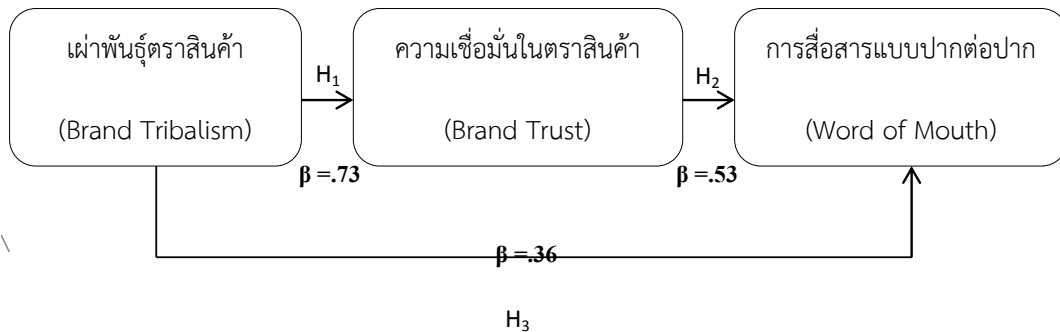 เผ่าพันธุ์ตราสินค้า
(Brand Tribalism)
H₁
ความเชื่อมั่นในตราสินค้า
(Brand Trust)
H₂
การสื่อสารแบบปากต่อปาก
(Word of Mouth)
β =.73
β =.53
\
β =.36
H₃